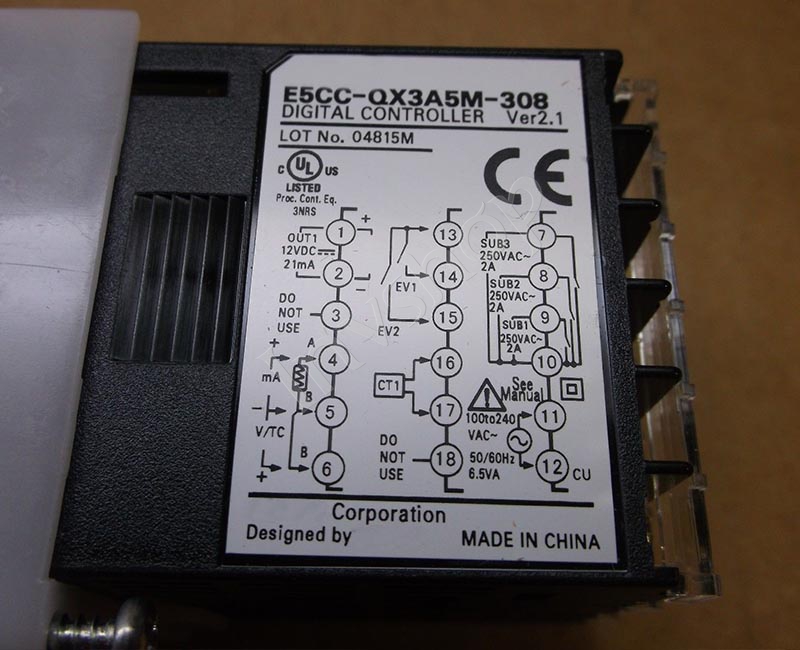 E5CC-QX3A5M-308
DIGITAL CONTROLLER Ver2.1
LOT No. 04815M
C UL US
LISTED
Proc. Cont. Eq.
3NRS
CE
OUT1
12VDC
21mA
1
+
2
−
DO
NOT
USE
3
+
mA
A
4
−
V/TC
B
5
+
B
6
EV1
EV2
13
14
15
CT1
16
17
DO
NOT
USE
18
SUB3
250VAC~
2A
7
SUB2
250VAC~
2A
8
SUB1
250VAC~
2A
9
10
See
Manual
100to240
VAC~
50/60Hz
6.5VA
11
12
CU
Corporation
Designed by
MADE IN CHINA